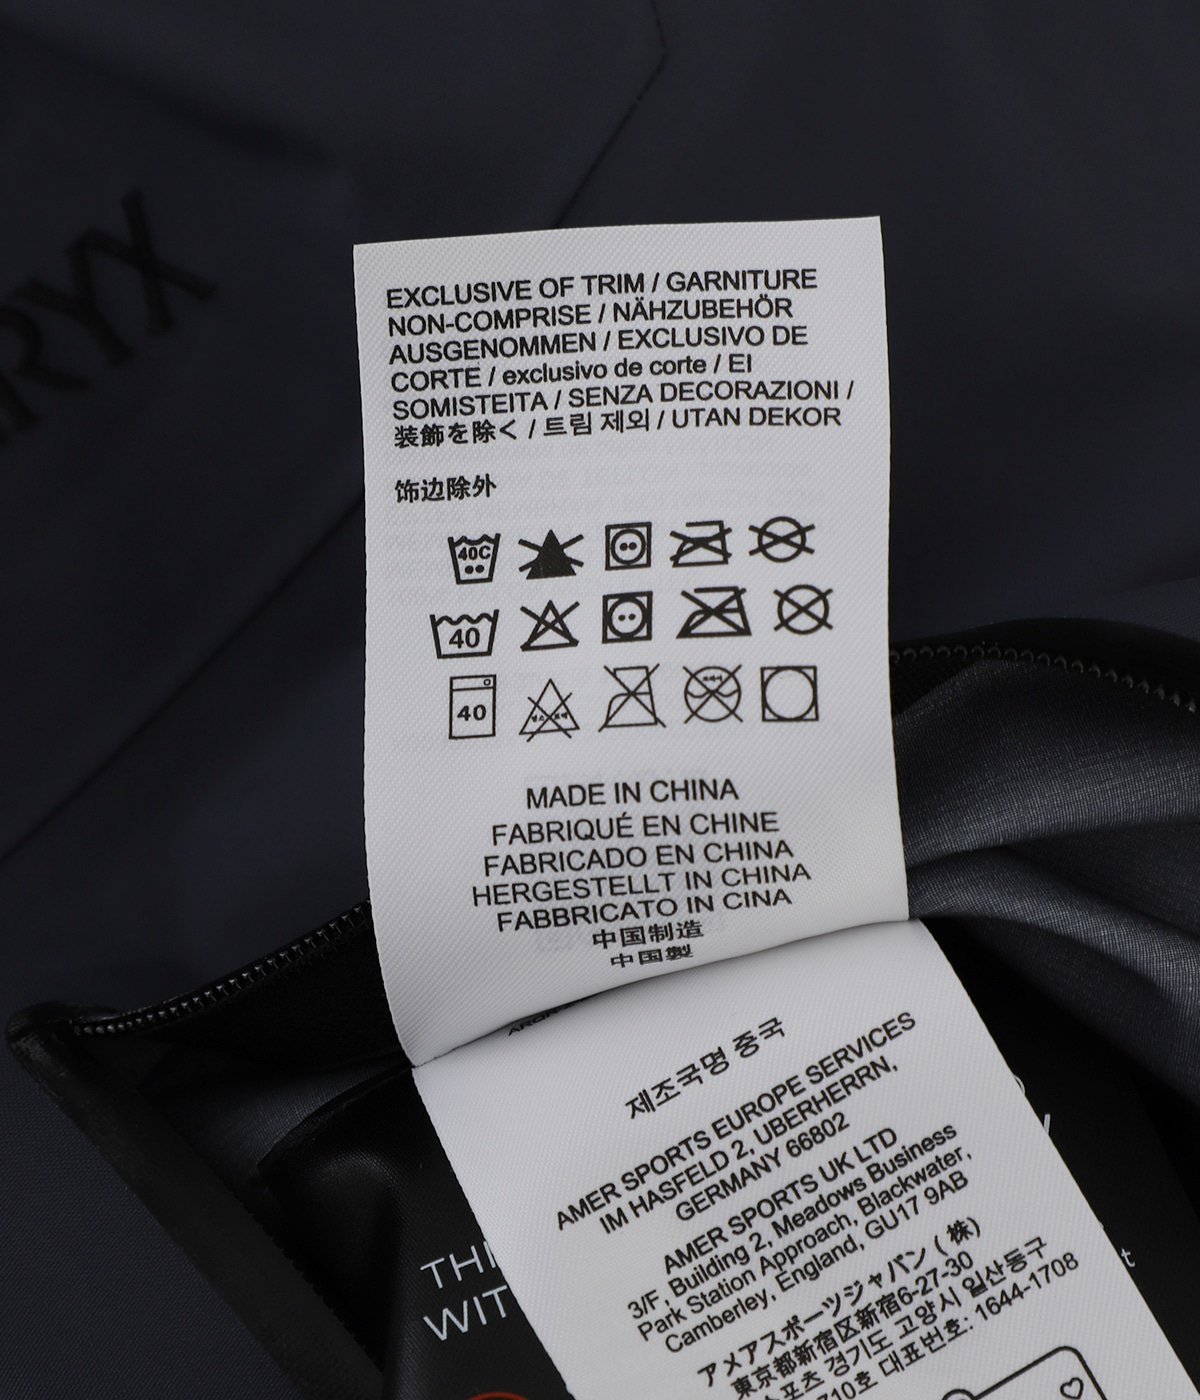 RYX
EXCLUSIVE OF TRIM / GARNITURE
NON-COMPRISE / NÄHZUBEHÖR
AUSGENOMMEN / EXCLUSIVO DE
CORTE / exclusivo de corte / EI
SOMISTEITA / SENZA DECORAZIONI /
装飾を除く / 트림 제외 / UTAN DEKOR
饰边除外
40C
40
40
MADE IN CHINA
FABRIQUÉ EN CHINE
FABRICADO EN CHINA
HERGESTELLT IN CHINA
FABBRICATO IN CINA
中国制造
中国製
제조국명 중국
AMER SPORTS EUROPE SERVICES
IM HASFELD 2, UBERHERRN,
GERMANY 66802
AMER SPORTS UK LTD
3/F, Building 2, Meadows Business
Park Station Approach, Blackwater,
Camberley, England, GU17 9AB
アメアスポーツジャパン（株）
東京都新宿区新宿6-27-30
스포츠 경기도 고양시 일산동구
710호 대표번호: 1644-1708
THI
WIT